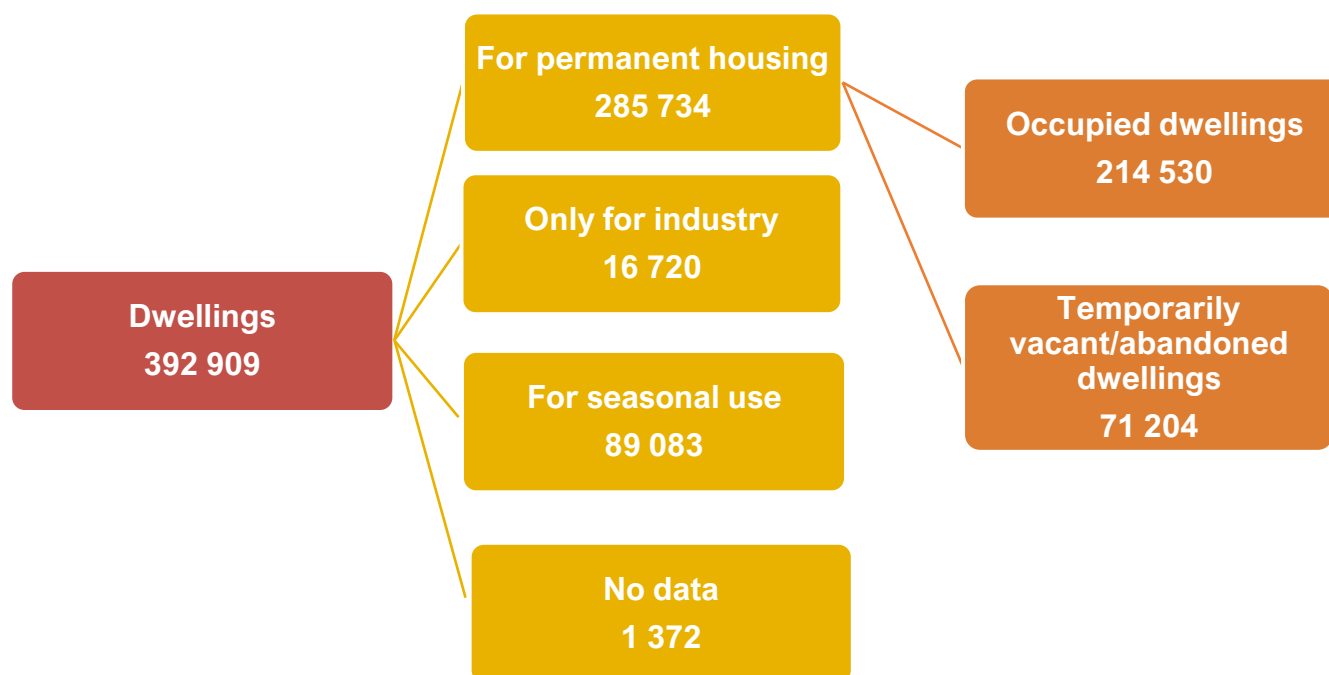 Dwellings
392 909
For permanent housing
285 734
Only for industry
16 720
For seasonal use
89 083
No data
1 372
Occupied dwellings
214 530
Temporarily
vacant/abandoned
dwellings
71 204